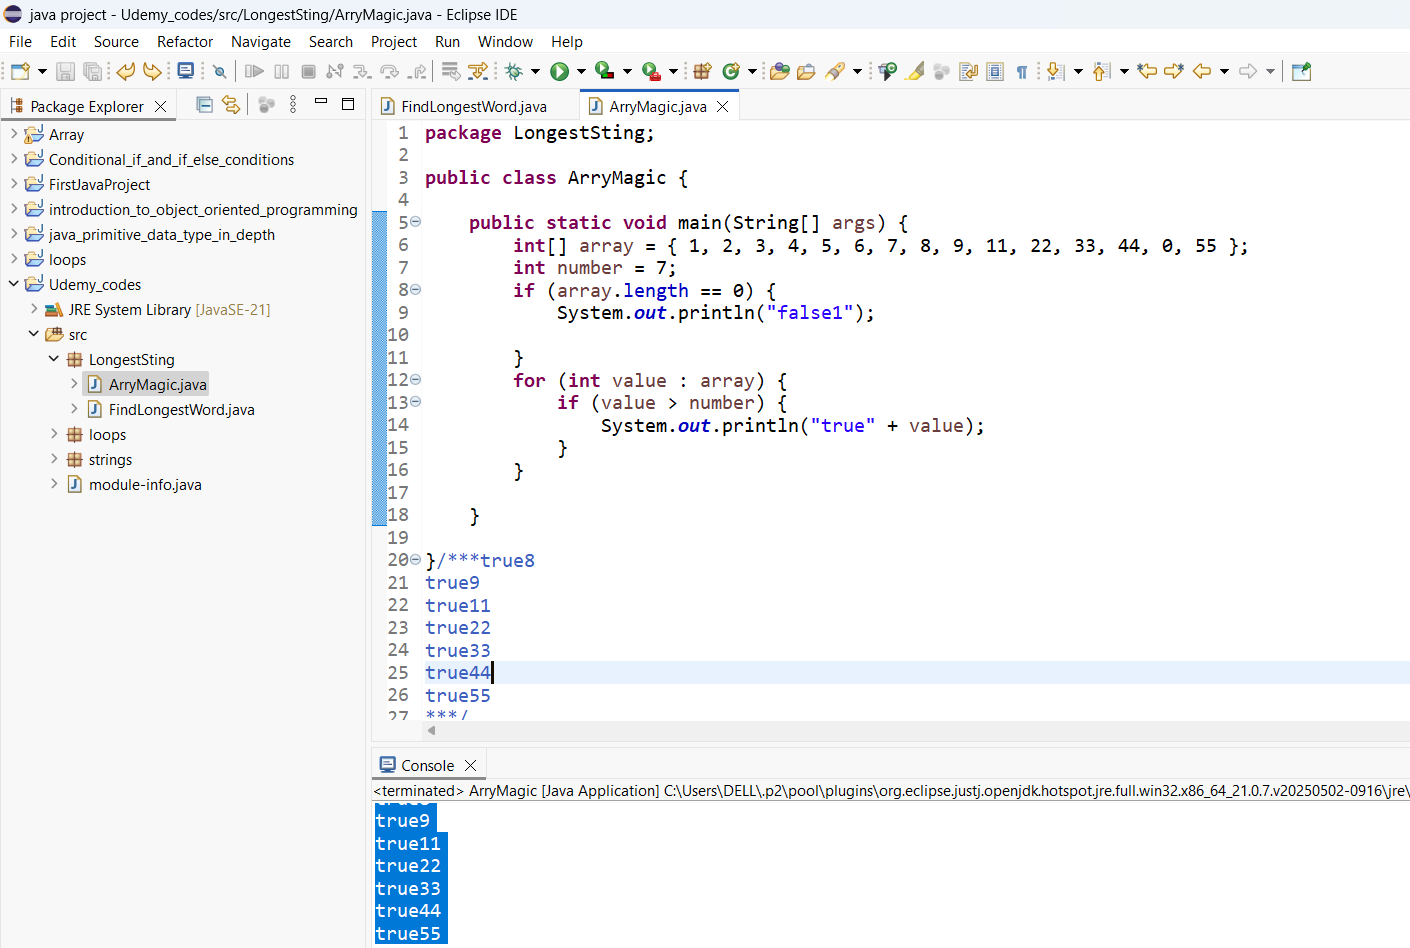 java project - Udemy_codes/src/LongestSting/ArryMagic.java - Eclipse IDE
File Edit Source Refactor Navigate Search Project Run Window Help
Package Explorer
Array
Conditional_if_and_if_else_conditions
FirstJavaProject
introduction_to_object_oriented_programming
java_primitive_data_type_in_depth
loops
Udemy_codes
JRE System Library [JavaSE-21]
src
LongestSting
ArryMagic.java
FindLongestWord.java
loops
strings
module-info.java
FindLongestWord.java ArryMagic.java
1 package LongestSting;
2
3 public class ArryMagic {
4
5 public static void main(String[] args) {
6 int[] array = { 1, 2, 3, 4, 5, 6, 7, 8, 9, 11, 22, 33, 44, 0, 55 };
7 int number = 7;
8 if (array.length == 0) {
9 System.out.println("false1");
10
11 }
12 for (int value : array) {
13 if (value > number) {
14 System.out.println("true" + value);
15 }
16 }
17
18 }
19
20 }/***true8
21 true9
22 true11
23 true22
24 true33
25 true44
26 true55
27 ***/
Console
<terminated> ArryMagic [Java Application] C:\Users\DELL\.p2\pool\plugins\org.eclipse.justj.openjdk.hotspot.jre.full.win32.x86_64_21.0.7.v20250502-0916\jre\
true9
true11
true22
true33
true44
true55